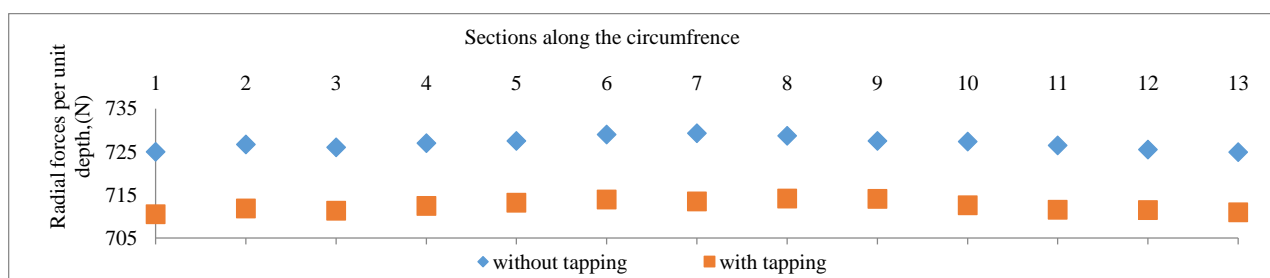 Sections along the circumfrence
1 2 3 4 5 6 7 8 9 10 11 12 13
Radial forces per unit
depth,(N)
735
725
715
705
without tapping with tapping